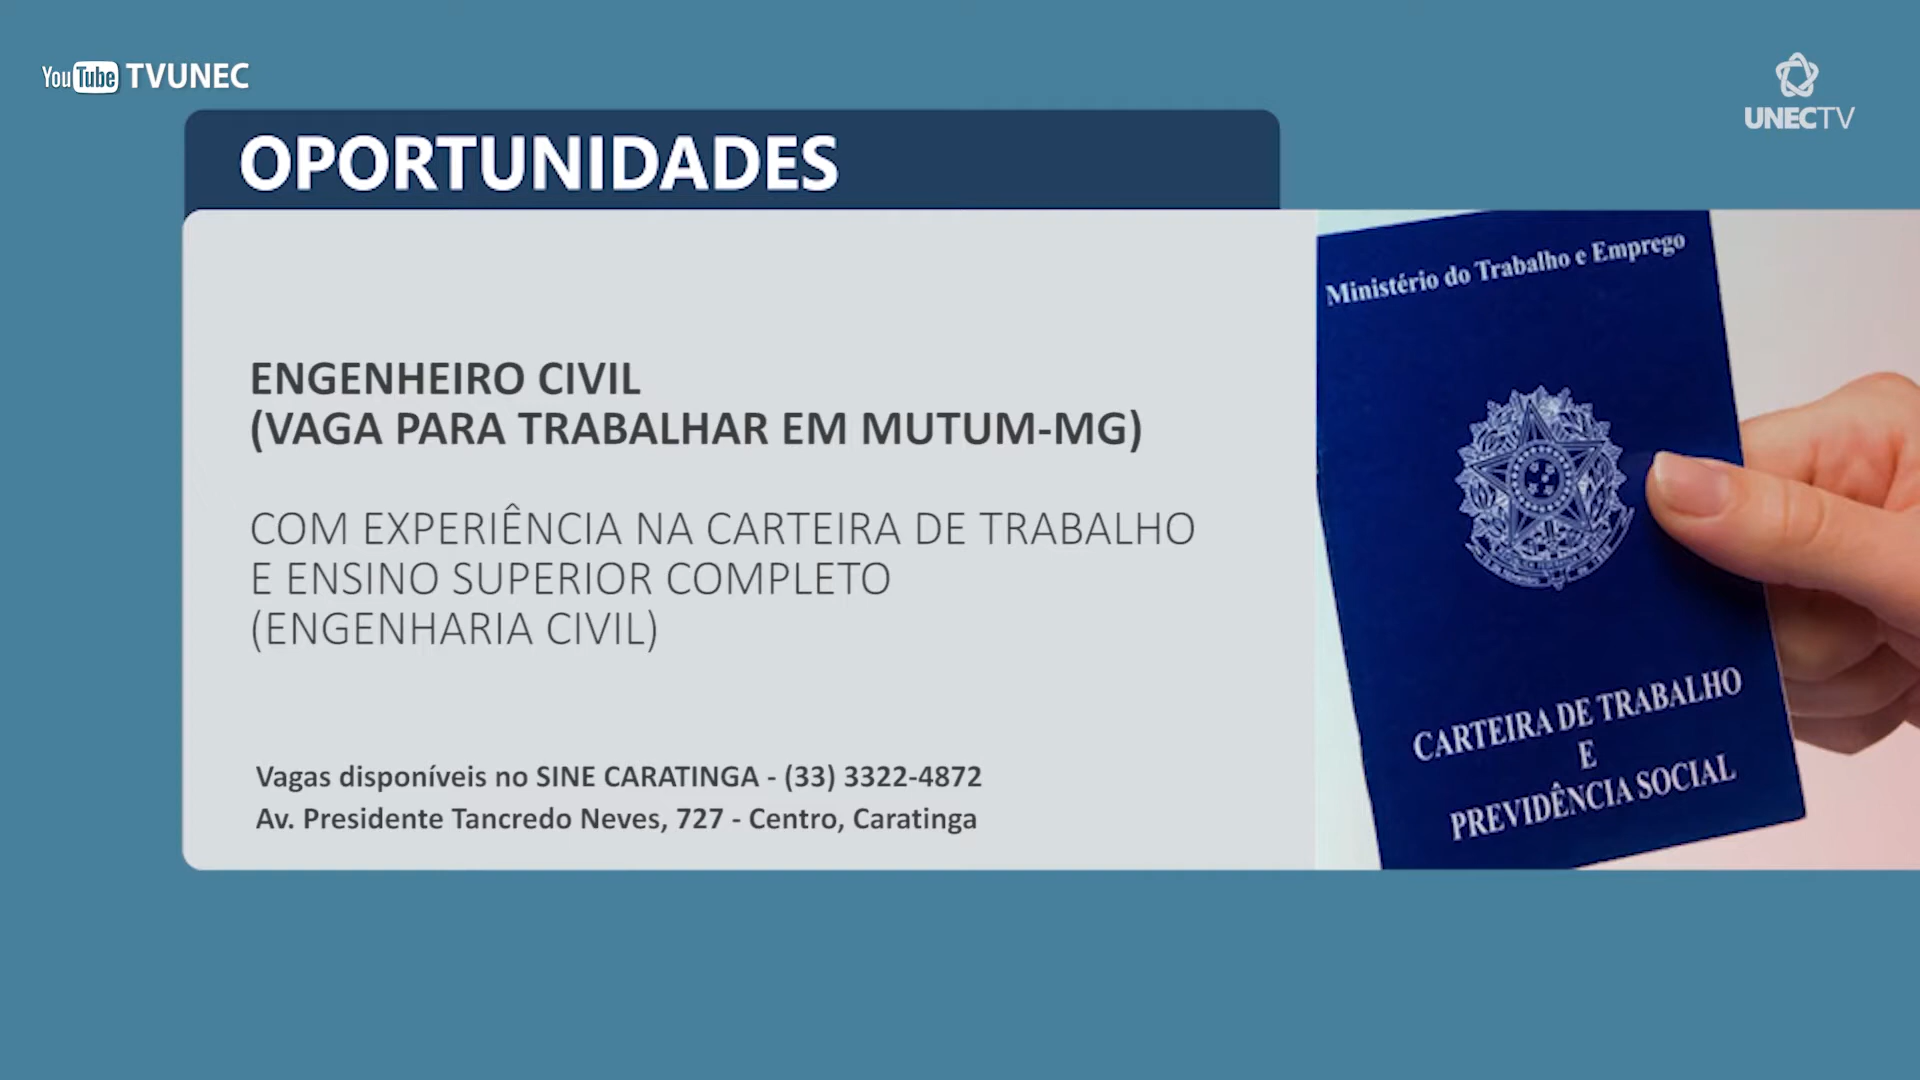 YouTube TVUNEC
UNECTV
OPORTUNIDADES
ENGENHEIRO CIVIL
(VAGA PARA TRABALHAR EM MUTUM-MG)
COM EXPERIÊNCIA NA CARTEIRA DE TRABALHO
E ENSINO SUPERIOR COMPLETO
(ENGENHARIA CIVIL)
Vagas disponíveis no SINE CARATINGA - (33) 3322-4872
Av. Presidente Tancredo Neves, 727 - Centro, Caratinga
Ministério do Trabalho e Emprego
CARTEIRA DE TRABALHO
E
PREVIDÊNCIA SOCIAL